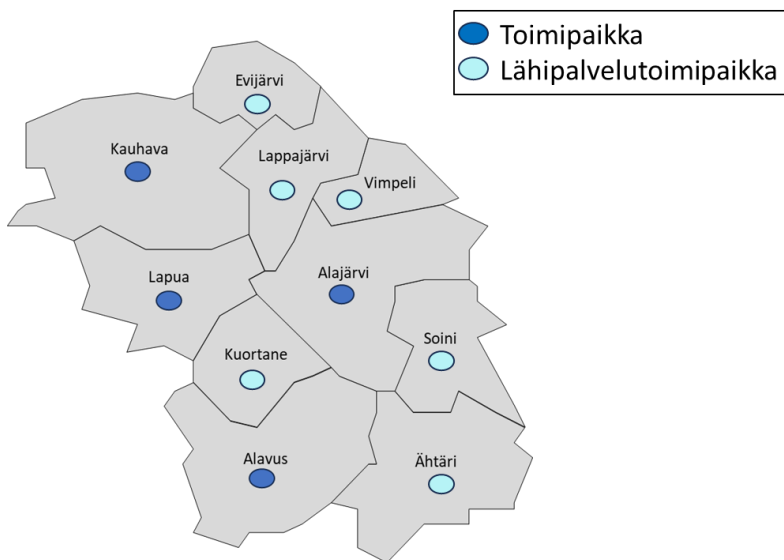 Toimipaikka
Lähipalvelutoimipaikka
Evijärvi
Kauhava
Lappajärvi
Vimpeli
Lapua
Alajärvi
Soini
Kuortane
Alavus
Ähtäri